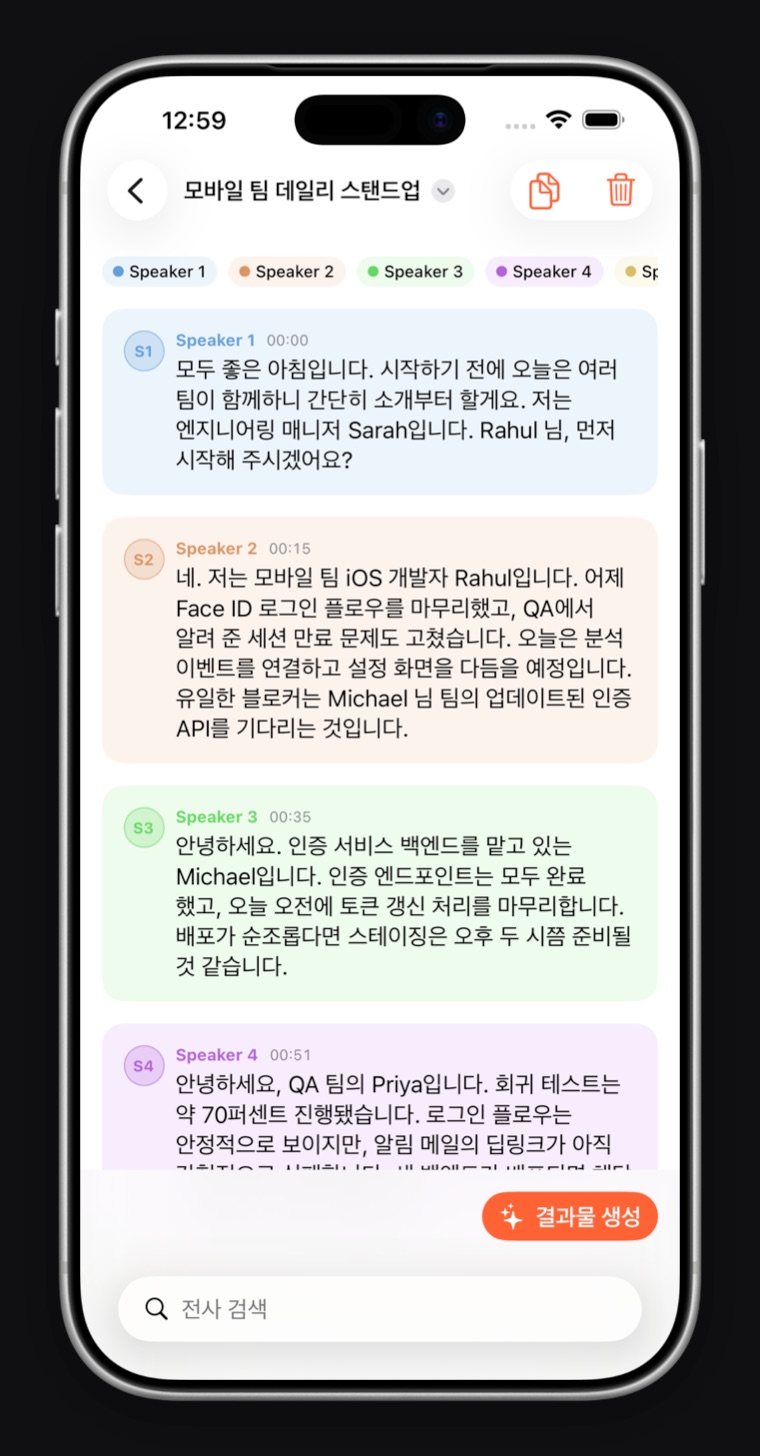 12:59
모바일 팀 데일리 스탠드업
Speaker 1 Speaker 2 Speaker 3 Speaker 4 Sp
S1 Speaker 1 00:00
모두 좋은 아침입니다. 시작하기 전에 오늘은 여러
팀이 함께하니 간단히 소개부터 할게요. 저는
엔지니어링 매니저 Sarah입니다. Rahul 님, 먼저
시작해 주시겠어요?
S2 Speaker 2 00:15
네. 저는 모바일 팀 iOS 개발자 Rahul입니다. 어제
Face ID 로그인 플로우를 마무리했고, QA에서
알려 준 세션 만료 문제도 고쳤습니다. 오늘은 분석
이벤트를 연결하고 설정 화면을 다듬을 예정입니다.
유일한 블로커는 Michael 님 팀의 업데이트된 인증
API를 기다리는 것입니다.
S3 Speaker 3 00:35
안녕하세요. 인증 서비스 백엔드를 맡고 있는
Michael입니다. 인증 엔드포인트는 모두 완료
했고, 오늘 오전에 토큰 갱신 처리를 마무리합니다.
배포가 순조롭다면 스테이징은 오후 두 시쯤 준비될
것 같습니다.
S4 Speaker 4 00:51
안녕하세요, QA 팀의 Priya입니다. 회귀 테스트는
약 70퍼센트 진행됐습니다. 로그인 플로우는
안정적으로 보이지만, 알림 메일의 딥링크가 아직
결과물 생성
전사 검색